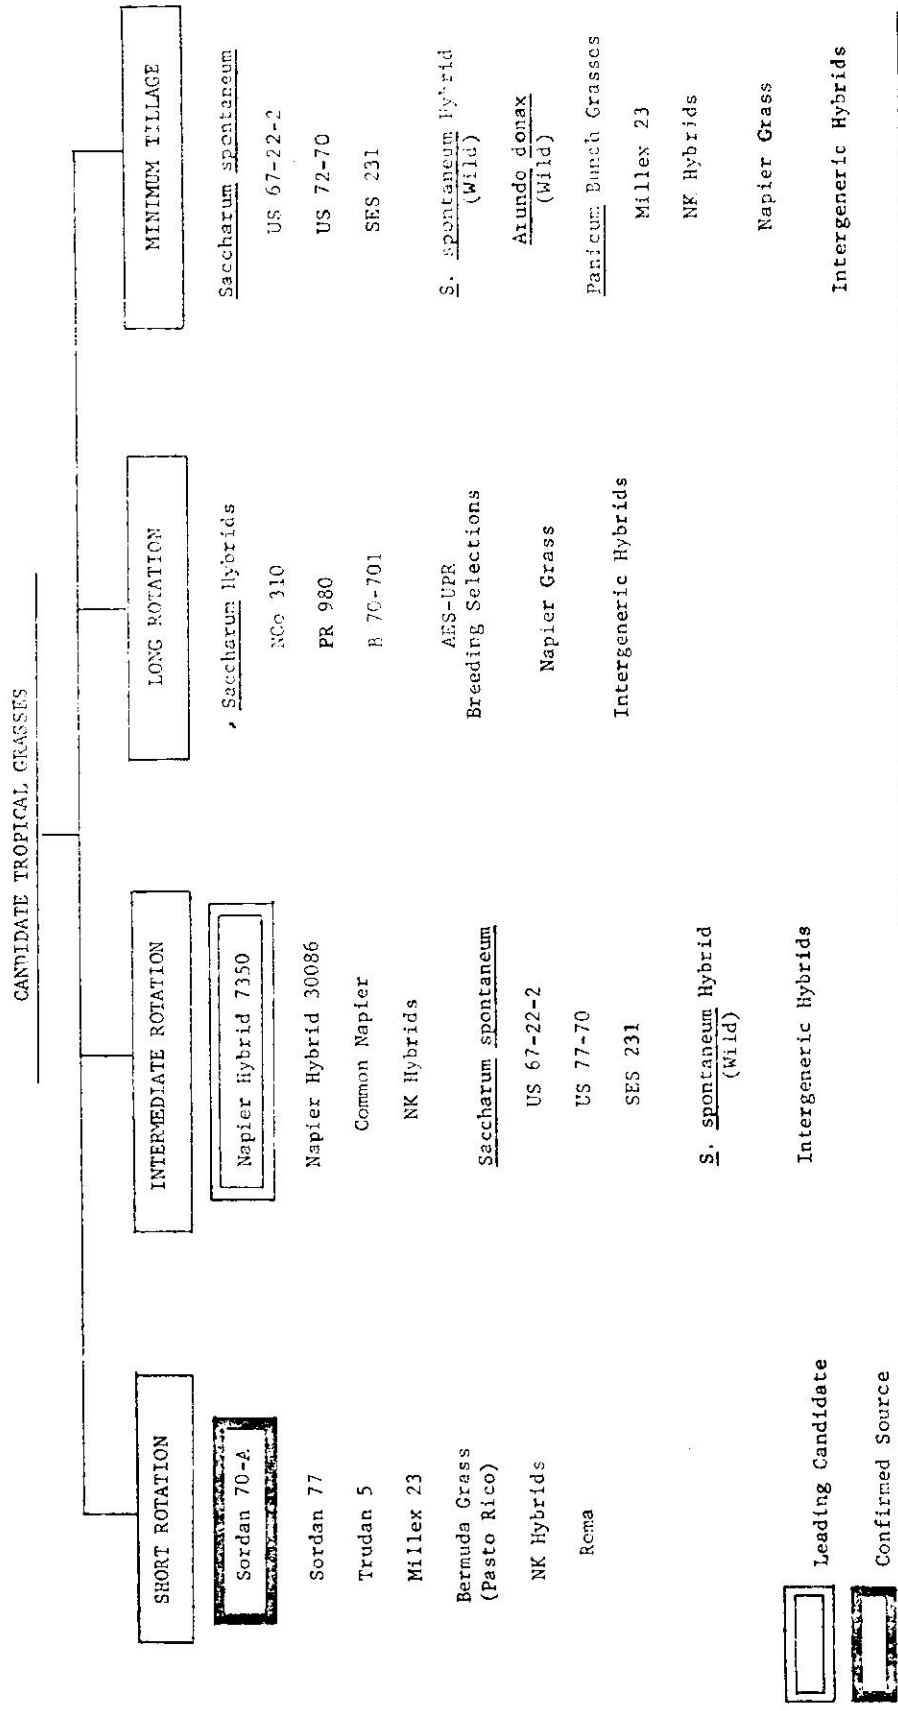 CANDIDATE TROPICAL GRASSES
SHORT ROTATION
Sordan 70-A
Sordan 77
Trudan 5
Millex 23
Bermuda Grass
(Pasto Rico)
NK Hybrids
Roma
INTERMEDIATE ROTATION
Napier Hybrid 7350
Napier Hybrid 30086
Common Napier
NK Hybrids
Saccharum spontaneum
US 67-22-2
US 77-70
SES 231
S. spontaneum Hybrid
(Wild)
Intergeneric Hybrids
LONG ROTATION
Saccharum Hybrids
NCo 310
PR 980
B 70-701
AES-UPR
Breeding Selections
Napier Grass
Intergeneric Hybrids
MINIMUM TILLAGE
Saccharum spontaneum
US 67-22-2
US 72-70
SES 231
S. spontaneum Hybrid
(Wild)
Arundo donax
(Wild)
Panicum Bunch Grasses
Millex 23
NK Hybrids
Napier Grass
Intergeneric Hybrids
Leading Candidate
Confirmed Source